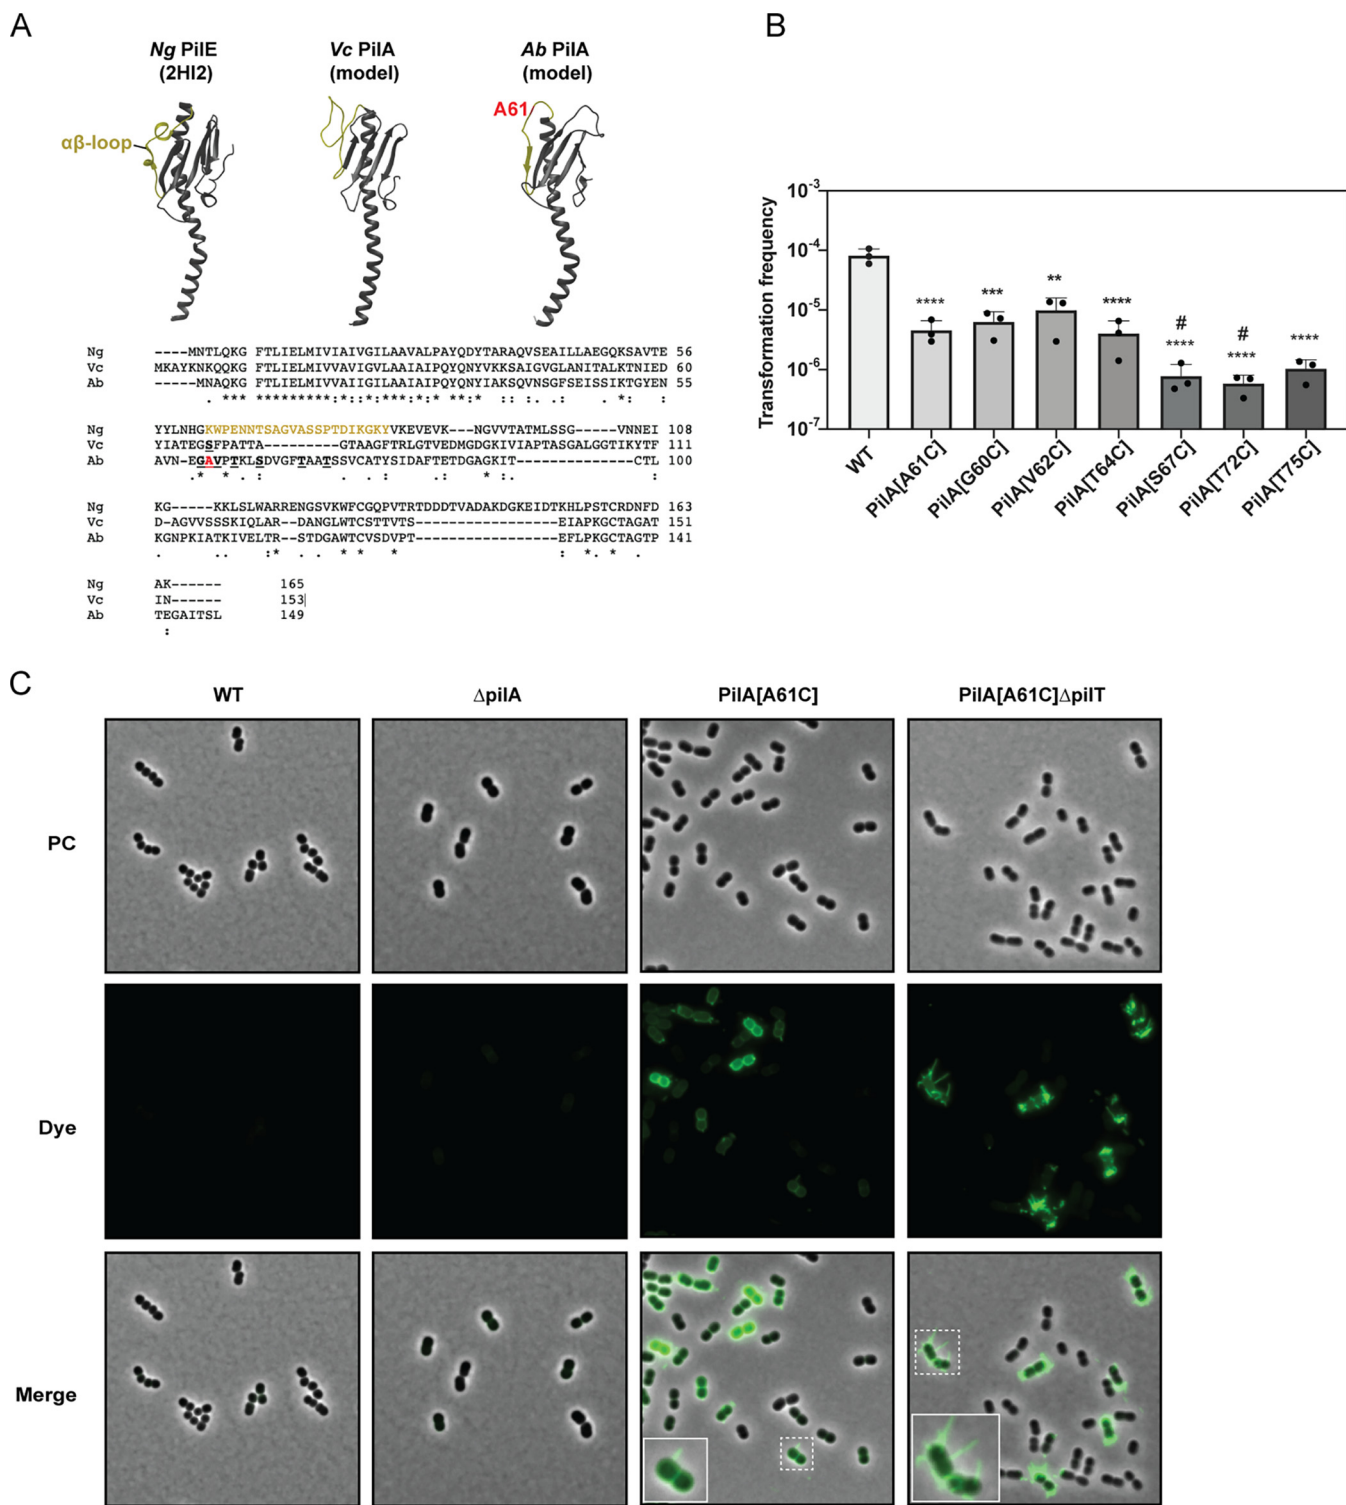 A
Ng PilE
(2HI2)
Vc PilA
(model)
Ab PilA
(model)
αβ-loop
A61
Ng ----MNTLQKG FTLIELMIVIAIVGILAAVALPAYQDYTARAQVSEAILLAEGQKSAVTE 56
Vc MKAYKNKQQKG FTLIELMIVVAVIGVLAAIAIPQYQNYVKKSAIGVGLANITALKTNIED 60
Ab -----MNAQKG FTLIELMIVVAIIGILAAIAIPQYQNYIAKSQVNSGFSEISSIKTGYEN 55
Ng YYLNHGKWPENNTSAGVASSPTDIKGKYVKEVEVK---NGVVTATMLSSG----VNNEI 108
Vc YIATEGSFPATTA----------GTAAGFTRLGTVEDMGDGKIVIAPTASGALGGTIKYTF 111
Ab AVN-EGAVPTKLSDVGFTAATSSVCATYSIDAFTETDGAGKIT-------------CTL 100
Ng KG----KKLSLWARRENGSVKWFCGQPVTRTDDDTVADAKDGKEIDTKHLPSTCRDNFD 163
Vc D-AGVVSSSSKIQLARD--DANGLWTCSTTVTS----------------EIAPKGCTAGAT 151
Ab KGNPKIATKIVELTRS--STDGAWTCVSDVPT----------------EFLPKGCTAGTP 141
Ng AK------ 165
Vc IN------ 153
Ab TEGAITSL 149
B
Transformation frequency
10-3
10-4
10-5
10-6
10-7
****
***
**
****
#
****
#
****
****
WT
PilA[A61C]
PilA[G60C]
PilA[V62C]
PilA[T64C]
PilA[S67C]
PilA[T72C]
PilA[T75C]
C
WT
ΔpilA
PilA[A61C]
PilA[A61C]ΔpilT
PC
Dye
Merge